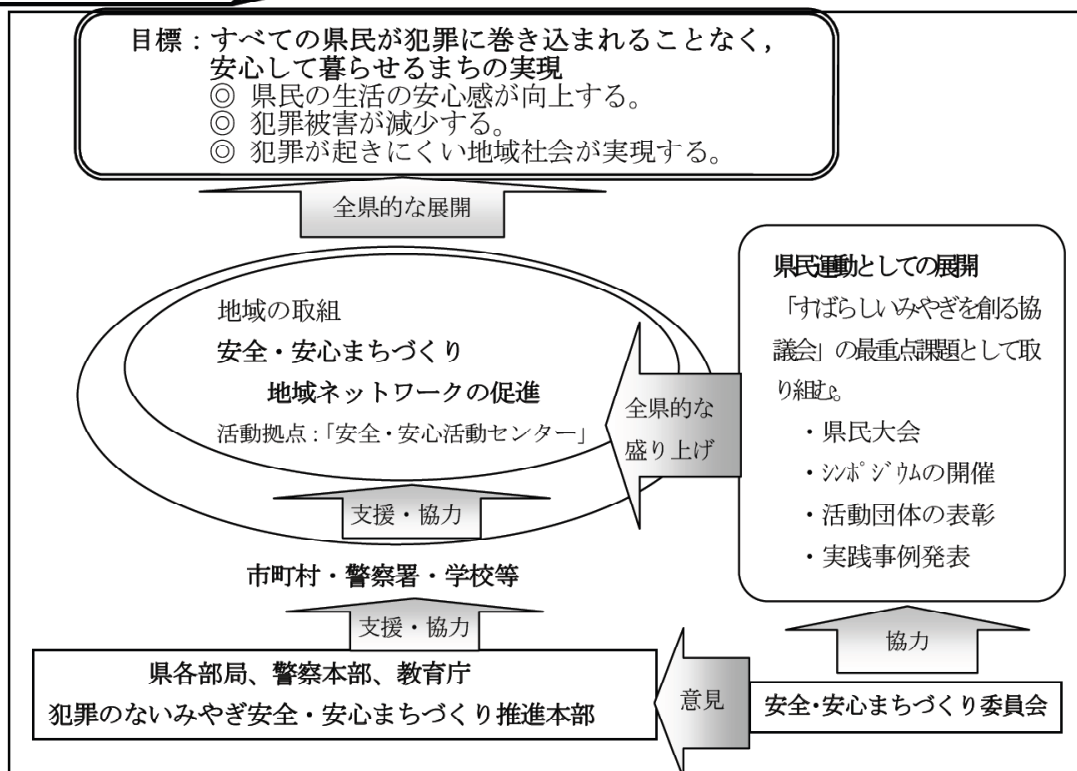 目標：すべての県民が犯罪に巻き込まれることなく，
安心して暮らせるまちの実現
◎ 県民の生活の安心感が向上する。
◎ 犯罪被害が減少する。
◎ 犯罪が起きにくい地域社会が実現する。
全県的な展開
地域の取組
安全・安心まちづくり
地域ネットワークの促進
活動拠点：「安全・安心活動センター」
支援・協力
市町村・警察署・学校等
支援・協力
県各部局、警察本部、教育庁
犯罪のないみやぎ安全・安心まちづくり推進本部
全県的な
盛り上げ
県民運動としての展開
「すばらしいみやぎを創る協
議会」の最重点課題として取
り組む。
・県民大会
・ｼﾝﾎﾟｼﾞｳﾑの開催
・活動団体の表彰
・実践事例発表
協力
意見
安全・安心まちづくり委員会